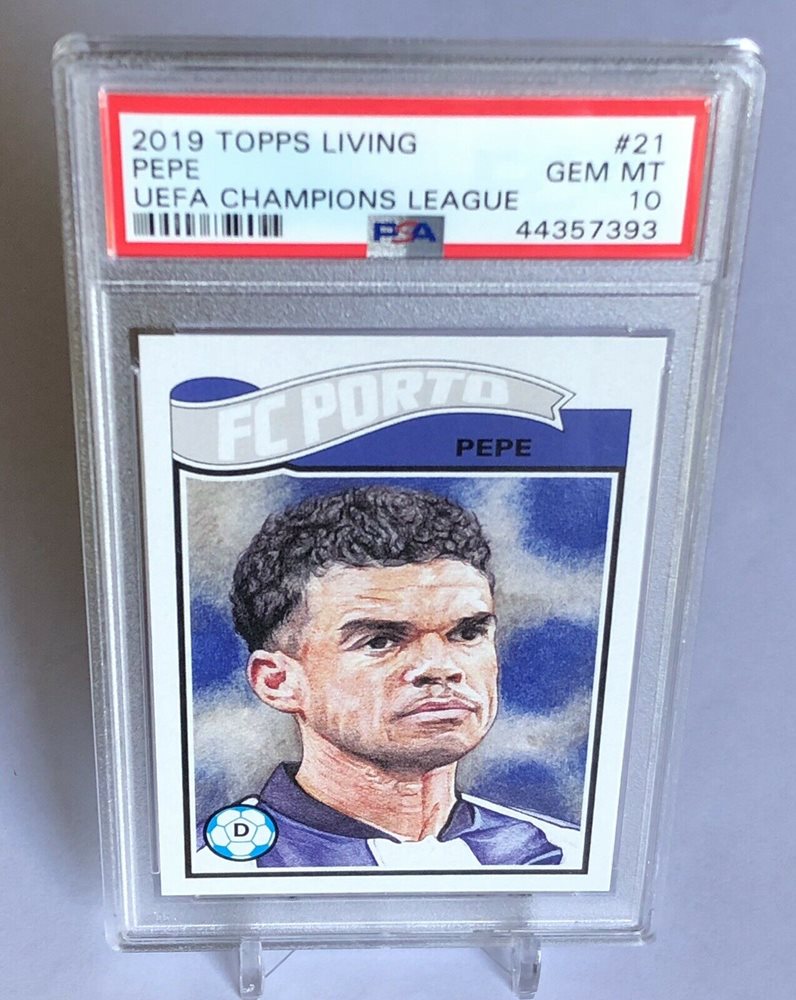 2019 TOPPS LIVING #21
PEPE GEM MT
UEFA CHAMPIONS LEAGUE 10
PSA 44357393
FC PORTO
PEPE
D